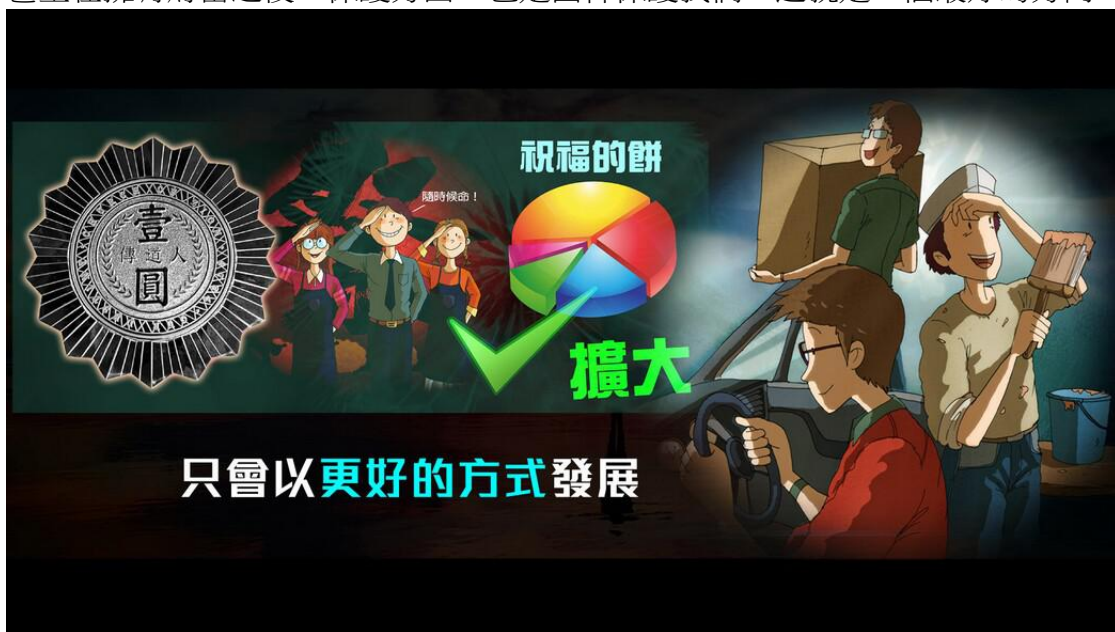 祝福的餅
隨時候命！
壹
傳道人
圓
擴大
只會以更好的方式發展